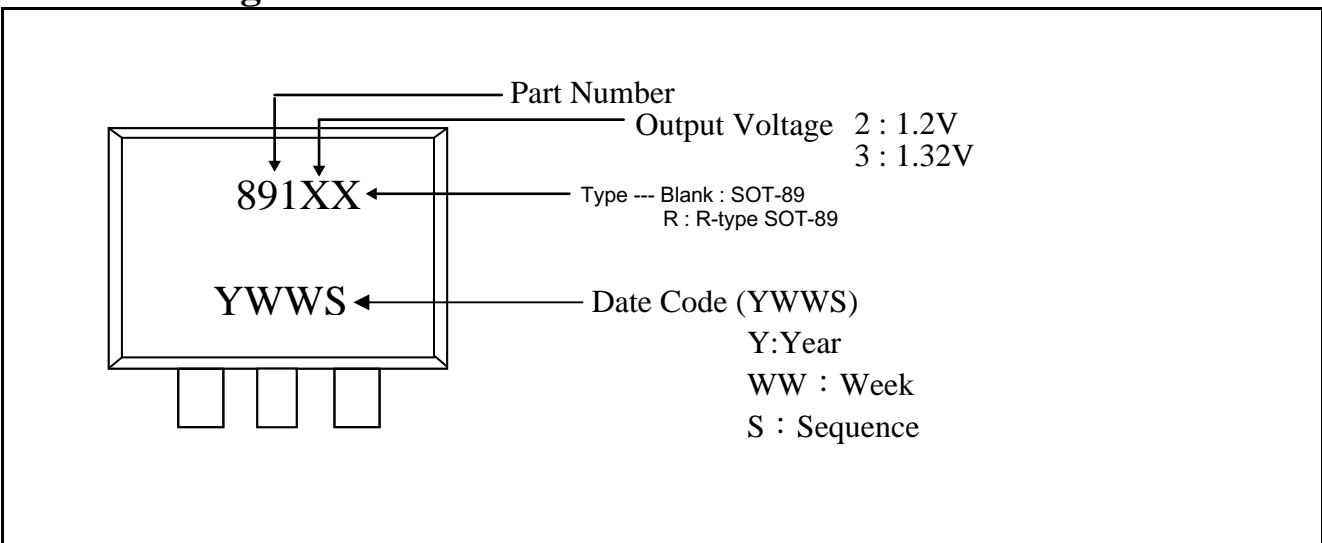 Part Number
Output Voltage 2 : 1.2V
3 : 1.32V
891XX
Type --- Blank : SOT-89
R : R-type SOT-89
YWWS
Date Code (YWWS)
Y:Year
WW：Week
S：Sequence